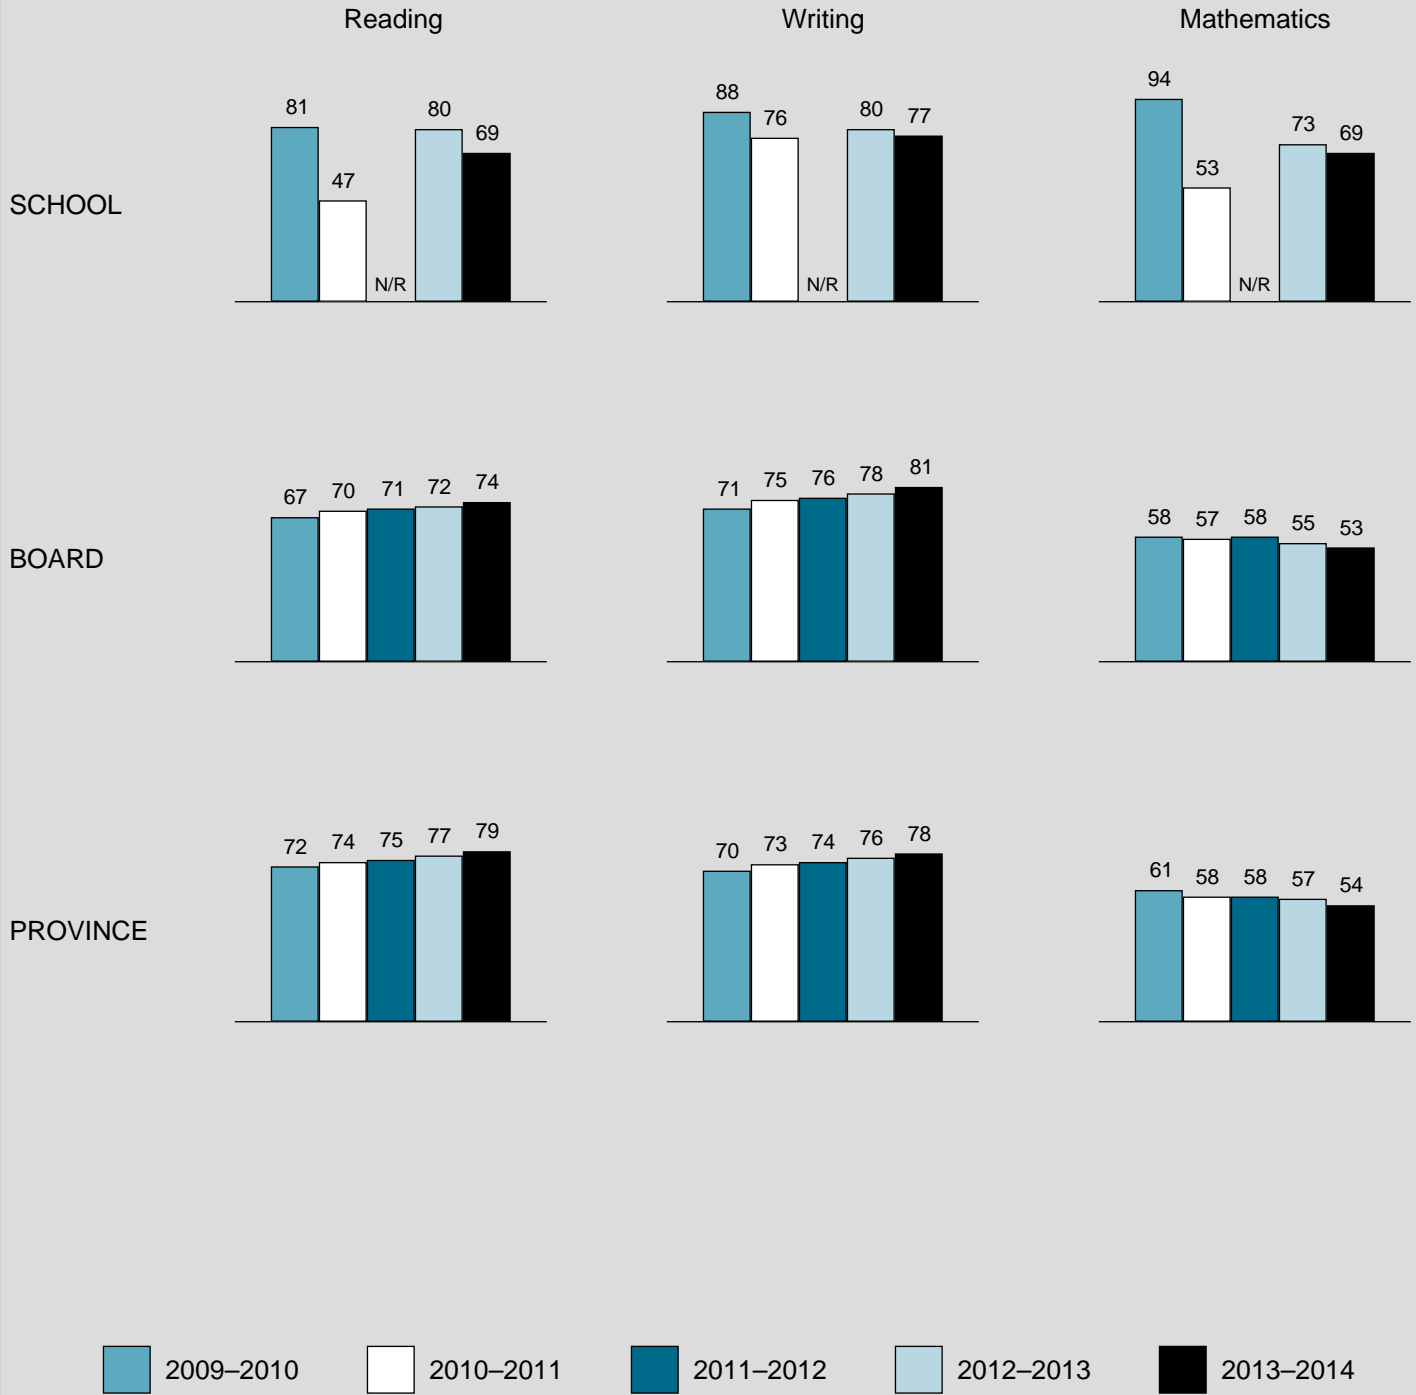 Reading Writing Mathematics
SCHOOL
81 47 N/R 80 69
88 76 N/R 80 77
94 53 N/R 73 69
BOARD
67 70 71 72 74
71 75 76 78 81
58 57 58 55 53
PROVINCE
72 74 75 77 79
70 73 74 76 78
61 58 58 57 54
2009–2010 2010–2011 2011–2012 2012–2013 2013–2014